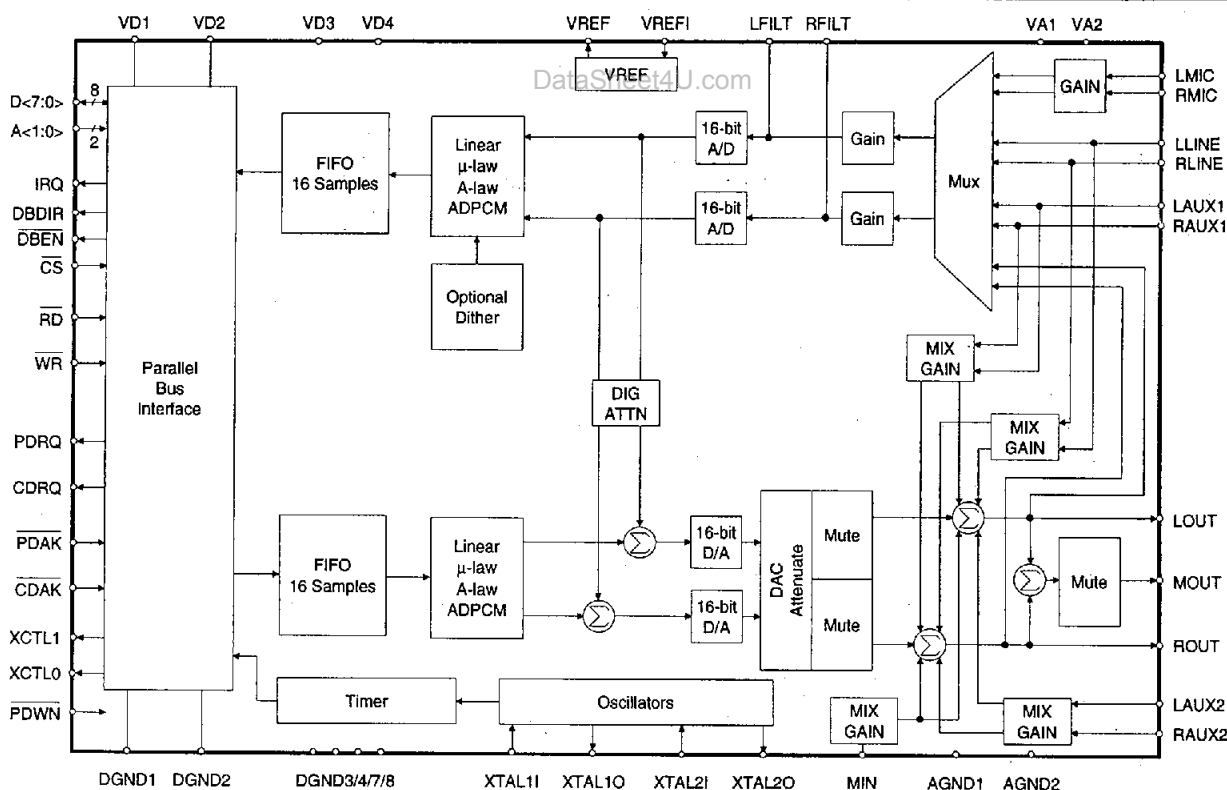 VD1 VD2 VD3 VD4 VREF VREFI LFILT RFILT VA1 VA2
DataSheet4U.com
VREF
GAIN
LMIC
RMIC
LLINE
RLINE
LAUX1
RAUX1
D<7:0>
8
A<1:0>
2
IRQ
DBDIR
DBEN
CS
RD
WR
PDRQ
CDRQ
PDAK
CDAK
XCTL1
XCTL0
PDWN
Parallel
Bus
Interface
FIFO
16 Samples
Linear
μ-law
A-law
ADPCM
16-bit
A/D
16-bit
A/D
Gain
Gain
Mux
Optional
Dither
DIG
ATTN
MIX
GAIN
MIX
GAIN
FIFO
16 Samples
Linear
μ-law
A-law
ADPCM
Σ
Σ
16-bit
D/A
16-bit
D/A
DAC
Attenuate
Mute
Mute
Σ
Σ
Σ
Mute
LOUT
MOUT
ROUT
LAUX2
RAUX2
Timer
Oscillators
MIX
GAIN
MIX
GAIN
DGND1 DGND2 DGND3/4/7/8 XTAL1I XTAL1O XTAL2I XTAL2O MIN AGND1 AGND2